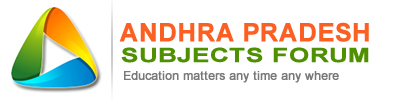 ANDHRA PRADESH
SUBJECTS FORUM
Education matters any time any where